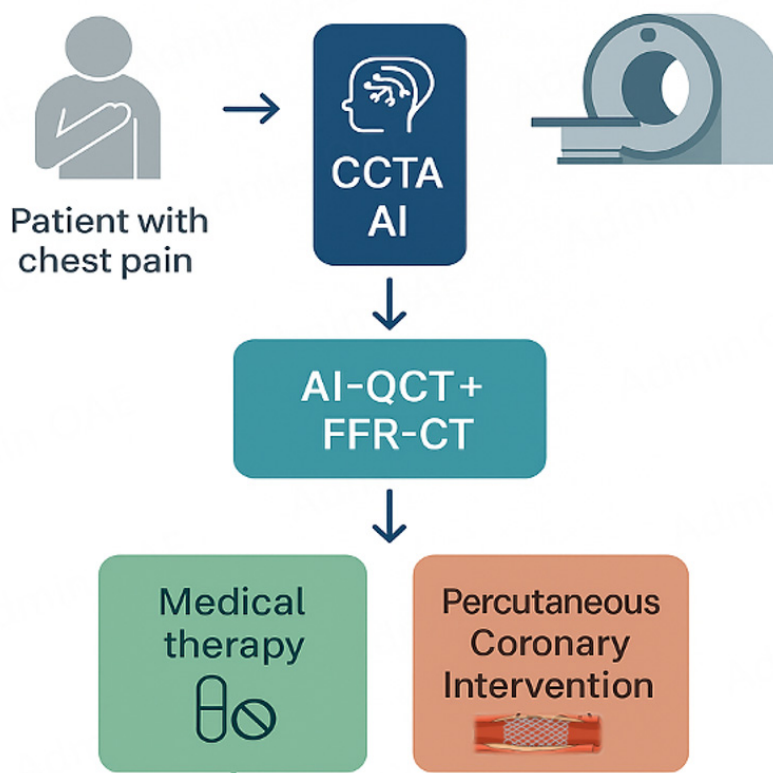 Patient with
chest pain
CCTA
AI
AI-QCT+
FFR-CT
Medical
therapy
Percutaneous
Coronary
Intervention